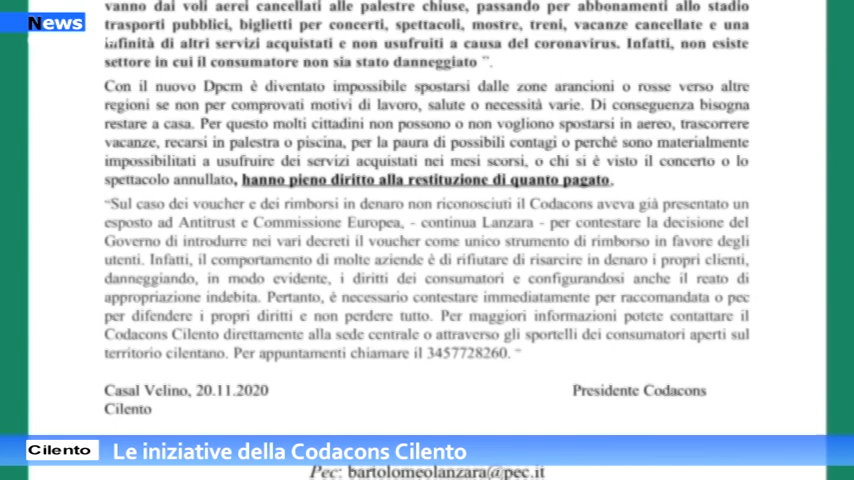 vanno dai voli aerei cancellati alle palestre chiuse, passando per abbonamenti allo stadio
News
trasporti pubblici, biglietti per concerti, spettacoli, mostre, treni, vacanze cancellate e una
infinità di altri servizi acquistati e non usufruiti a causa del coronavirus. Infatti, non esiste
settore in cui il consumatore non sia stato danneggiato ".
Con il nuovo Dpcm è diventato impossibile spostarsi dalle zone arancioni o rosse verso altre
regioni se non per comprovati motivi di lavoro, salute o necessità varie. Di conseguenza bisogna
restare a casa. Per questo molti cittadini non possono o non vogliono spostarsi in aereo, trascorrere
vacanze, recarsi in palestra o piscina, per la paura di possibili contagi o perché sono materialmente
impossibilitati a usufruire dei servizi acquistati nei mesi scorsi, o chi si è visto il concerto o lo
spettacolo annullato, hanno pieno diritto alla restituzione di quanto pagato.
"Sul caso dei voucher e dei rimborsi in denaro non riconosciuti il Codacons aveva già presentato un
esposto ad Antitrust e Commissione Europea, - continua Lanzara - per contestare la decisione del
Governo di introdurre nei vari decreti il voucher come unico strumento di rimborso in favore degli
utenti. Infatti, il comportamento di molte aziende è di rifiutare di risarcire in denaro i propri clienti,
danneggiando, in modo evidente, i diritti dei consumatori e configurandosi anche il reato di
appropriazione indebita. Pertanto, è necessario contestare immediatamente per raccomandata o pec
per difendere i propri diritti e non perdere tutto. Per maggiori informazioni potete contattare il
Codacons Cilento direttamente alla sede centrale o attraverso gli sportelli dei consumatori aperti sul
territorio cilentano. Per appuntamenti chiamare il 3457728260. "
Casal Velino, 20.11.2020 Presidente Codacons
Cilento
Cilento Le iniziative della Codacons Cilento
Pec: bartolomeolanzara@pec.it